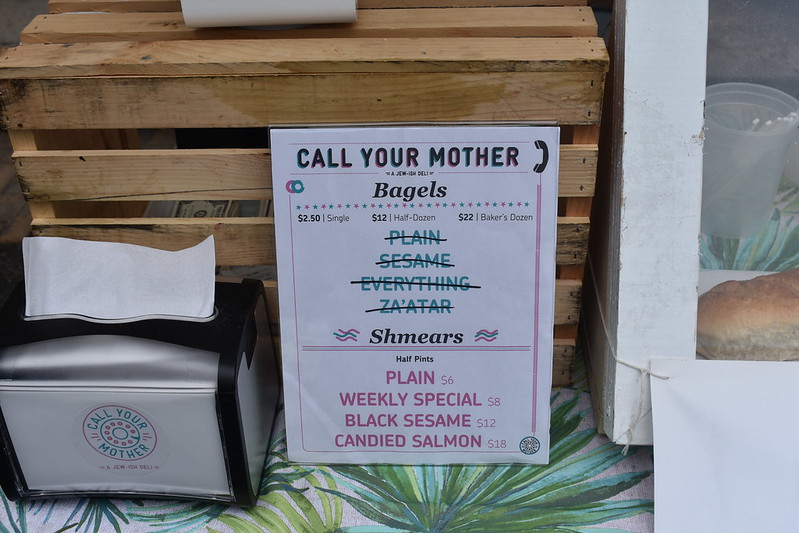 CALL YOUR MOTHER
A JEW-ISH DELI
Bagels
$2.50 | Single $12 | Half-Dozen $22 | Baker's Dozen
PLAIN
SESAME
EVERYTHING
ZA'ATAR
Shmears
Half Pints
PLAIN $6
WEEKLY SPECIAL $8
BLACK SESAME $12
CANDIED SALMON $18
CALL YOUR
MOTHER
A JEW-ISH DELI